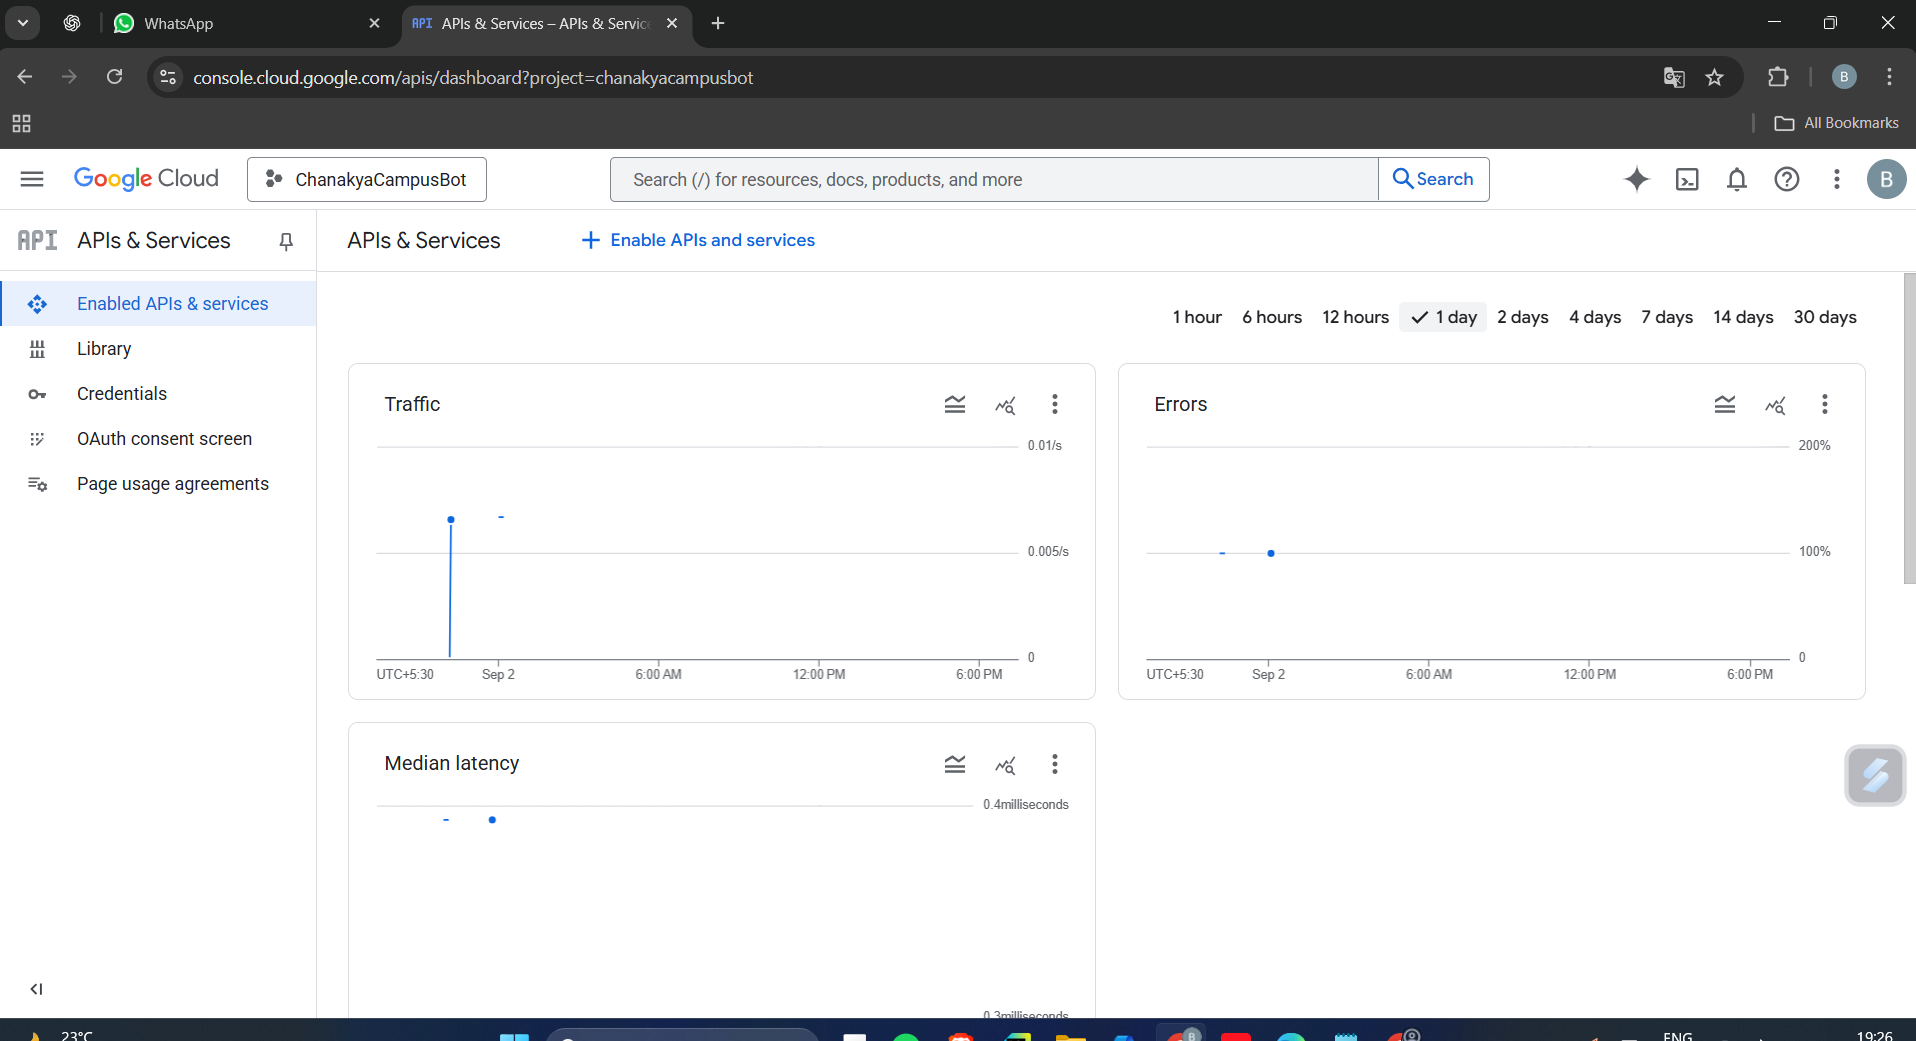 WhatsApp
API APIs & Services – APIs & Servic
console.cloud.google.com/apis/dashboard?project=chanakyacampusbot
B
All Bookmarks
Google Cloud
ChanakyaCampusBot
Search (/) for resources, docs, products, and more
Search
B
API APIs & Services
APIs & Services
Enable APIs and services
Enabled APIs & services
Library
Credentials
OAuth consent screen
Page usage agreements
1 hour 6 hours 12 hours 1 day 2 days 4 days 7 days 14 days 30 days
Traffic
0.01/s
0.005/s
0
UTC+5:30 Sep 2 6:00 AM 12:00 PM 6:00 PM
Errors
200%
100%
0
UTC+5:30 Sep 2 6:00 AM 12:00 PM 6:00 PM
Median latency
0.4milliseconds
0.3milliseconds
23°C
B
ENG
19:26